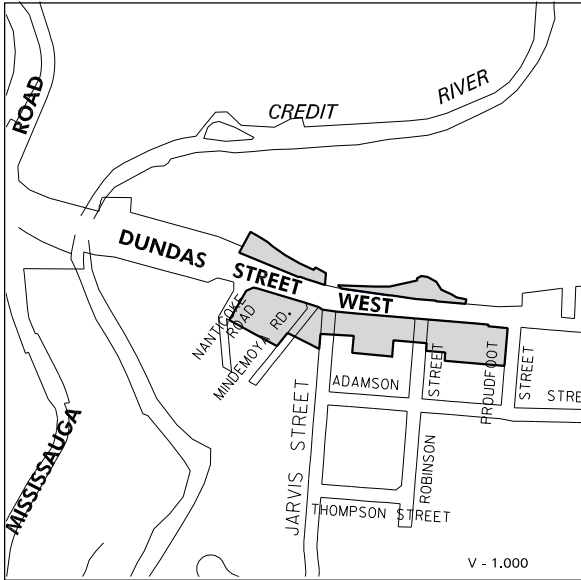 ROAD
CREDIT RIVER
DUNDAS STREET WEST
NANTICOKE ROAD
MINDEMOYA RD.
JARVIS STREET
ADAMSON STREET
ROBINSON STREET
PROUDFOOT STREET
MISSISSAUGA
THOMPSON STREET
V - 1.000